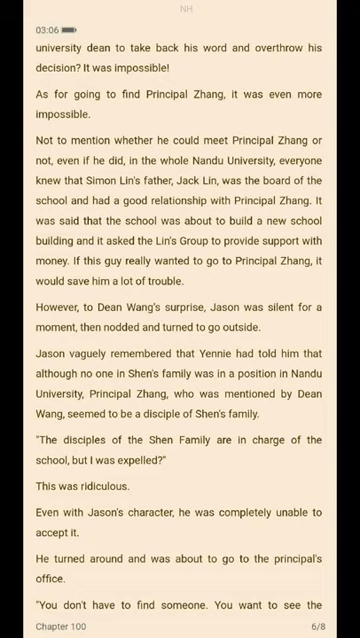 NH
03:06
university dean to take back his word and overthrow his
decision? It was impossible!
As for going to find Principal Zhang, it was even more
impossible.
Not to mention whether he could meet Principal Zhang or
not, even if he did, in the whole Nandu University, everyone
knew that Simon Lin's father, Jack Lin, was the board of the
school and had a good relationship with Principal Zhang. It
was said that the school was about to build a new school
building and it asked the Lin's Group to provide support with
money. If this guy really wanted to go to Principal Zhang, it
would save him a lot of trouble.
However, to Dean Wang's surprise, Jason was silent for a
moment, then nodded and turned to go outside.
Jason vaguely remembered that Yennie had told him that
although no one in Shen's family was in a position in Nandu
University, Principal Zhang, who was mentioned by Dean
Wang, seemed to be a disciple of Shen's family.
"The disciples of the Shen Family are in charge of the
school, but I was expelled?"
This was ridiculous.
Even with Jason's character, he was completely unable to
accept it.
He turned around and was about to go to the principal's
office.
"You don't have to find someone. You want to see the
Chapter 100 6/8